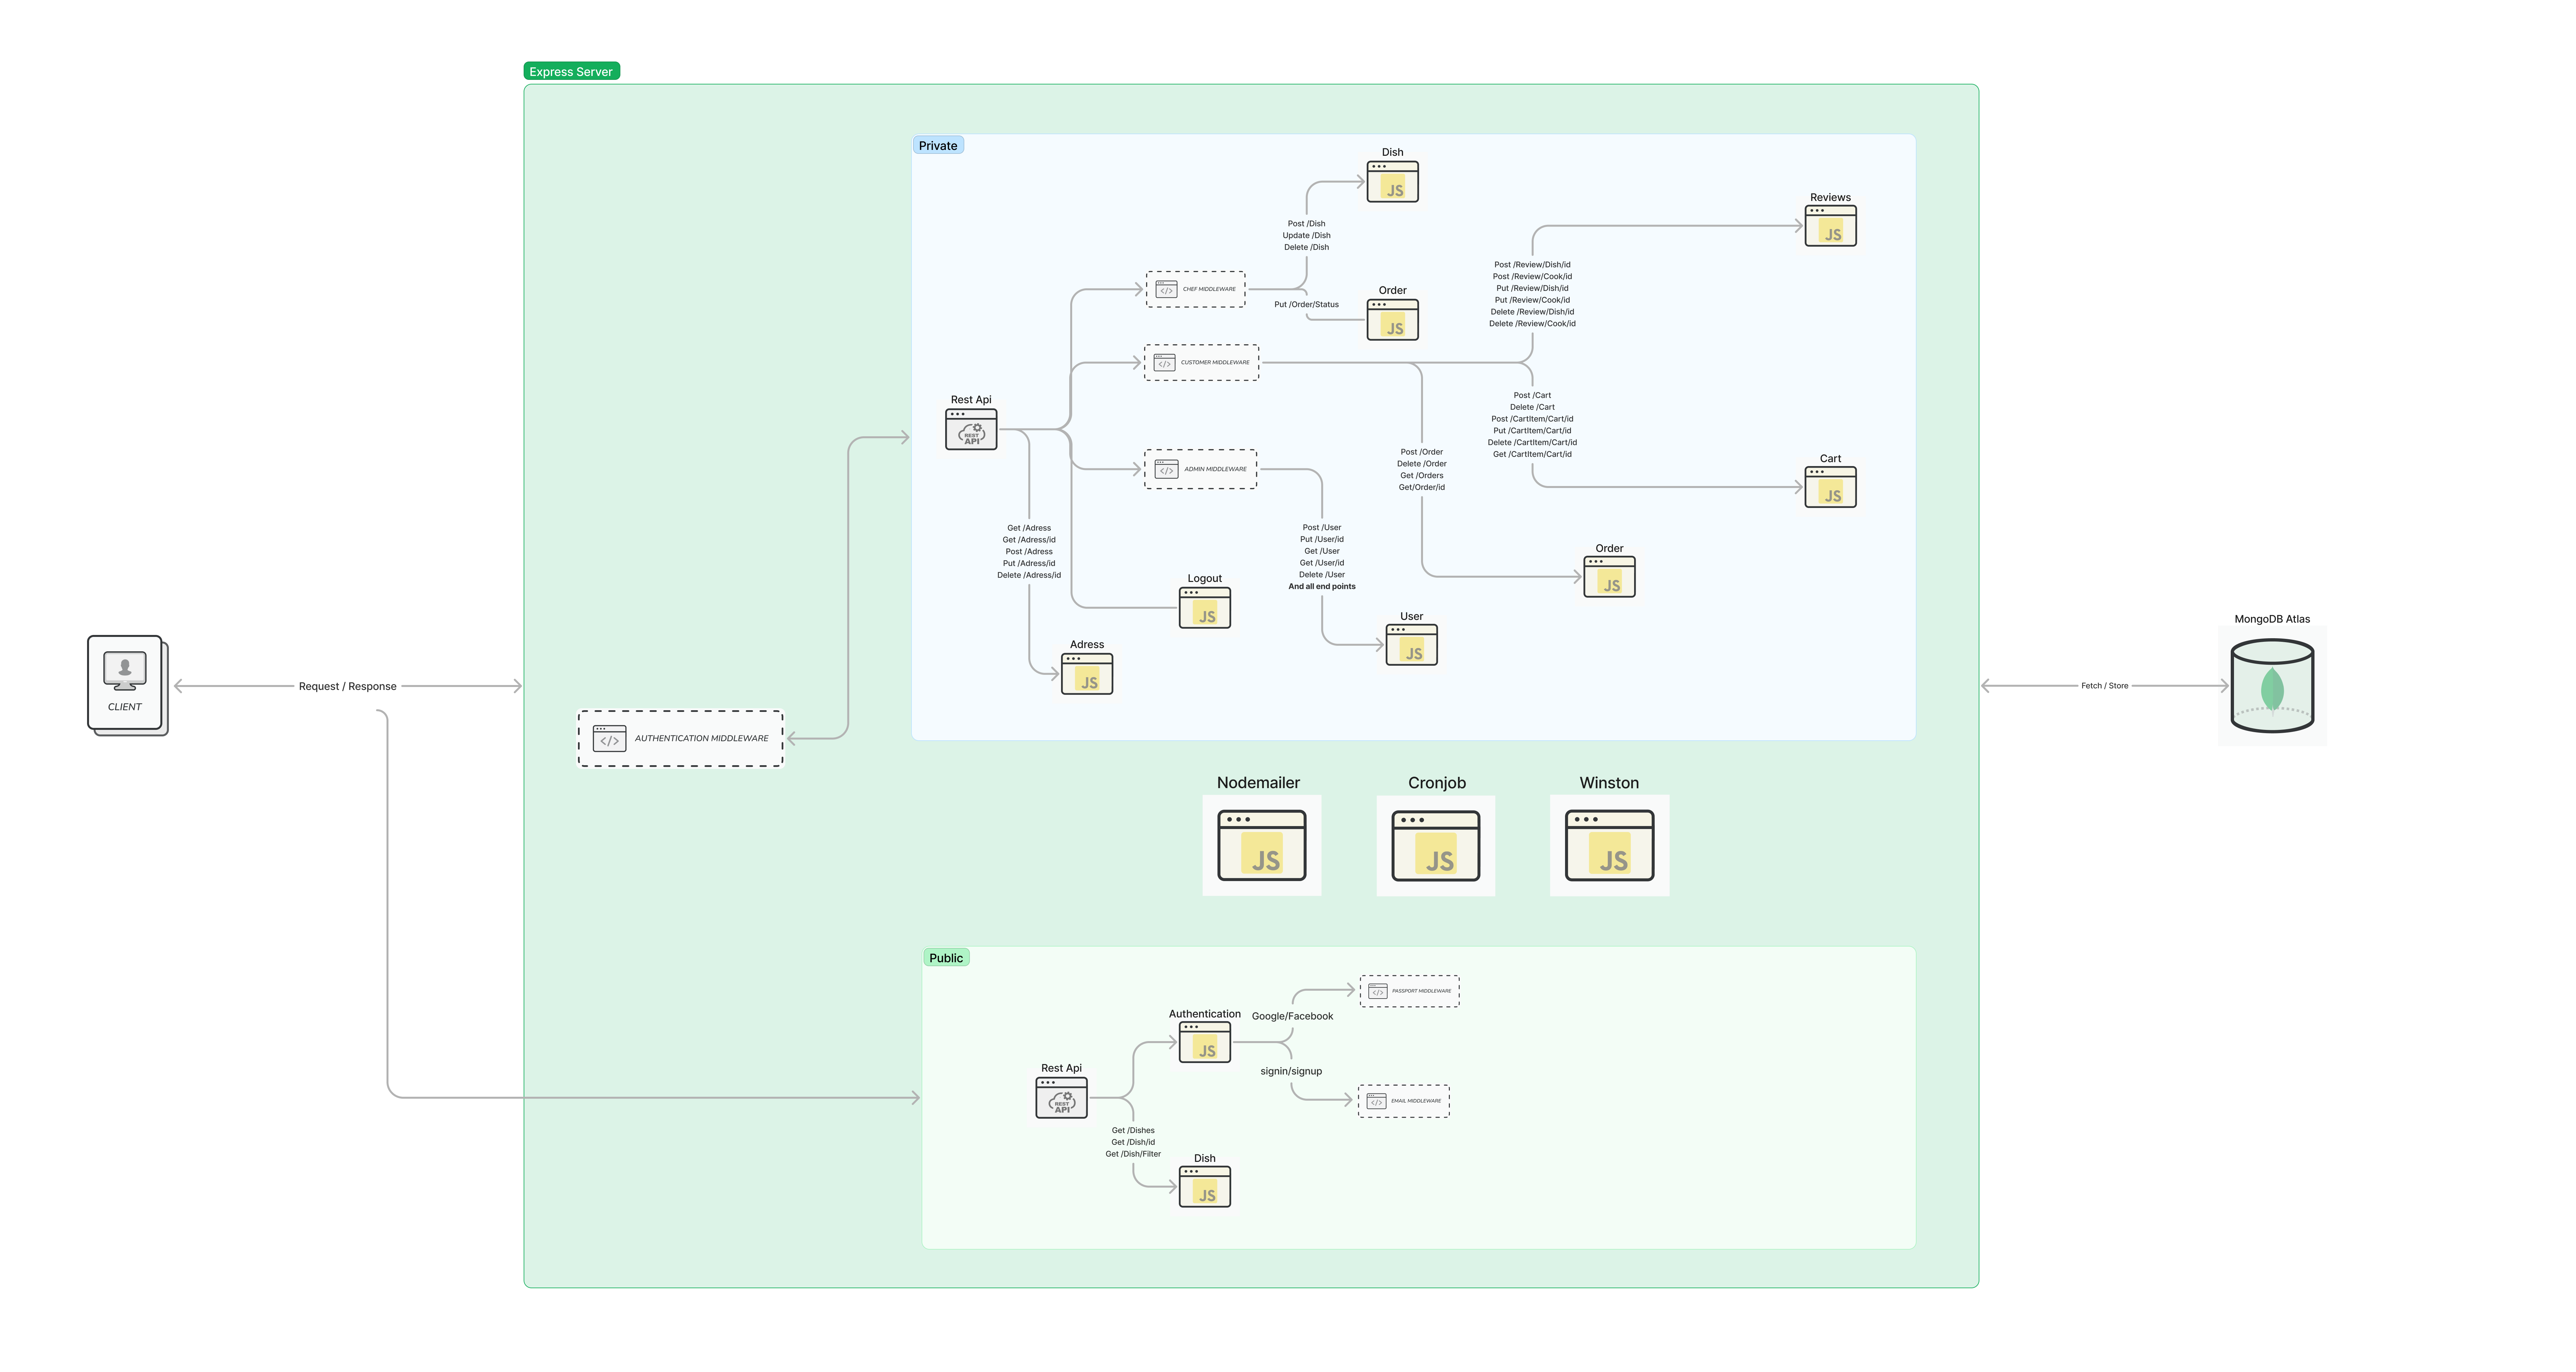 Express Server
Private
Dish
JS
Post /Dish
Update /Dish
Delete /Dish
CHEF MIDDLEWARE
Put /Order/Status
Order
JS
Reviews
JS
Post /Review/Dish/id
Post /Review/Cook/id
Put /Review/Dish/id
Put /Review/Cook/id
Delete /Review/Dish/id
Delete /Review/Cook/id
CUSTOMER MIDDLEWARE
Rest Api
REST
API
Post /Cart
Delete /Cart
Post /CartItem/Cart/id
Put /CartItem/Cart/id
Delete /CartItem/Cart/id
Get /CartItem/Cart/id
Cart
JS
ADMIN MIDDLEWARE
Post /Order
Delete /Order
Get /Orders
Get/Order/id
Order
JS
Get /Adress
Get /Adress/id
Post /Adress
Put /Adress/id
Delete /Adress/id
Post /User
Put /User/id
Get /User
Get /User/id
Delete /User
And all end points
Logout
JS
User
JS
Adress
JS
CLIENT
Request / Response
AUTHENTICATION MIDDLEWARE
Fetch / Store
MongoDB Atlas
Nodemailer
JS
Cronjob
JS
Winston
JS
Public
PASSPORT MIDDLEWARE
Authentication
JS
Google/Facebook
signin/signup
EMAIL MIDDLEWARE
Rest Api
REST
API
Get /Dishes
Get /Dish/id
Get /Dish/Filter
Dish
JS